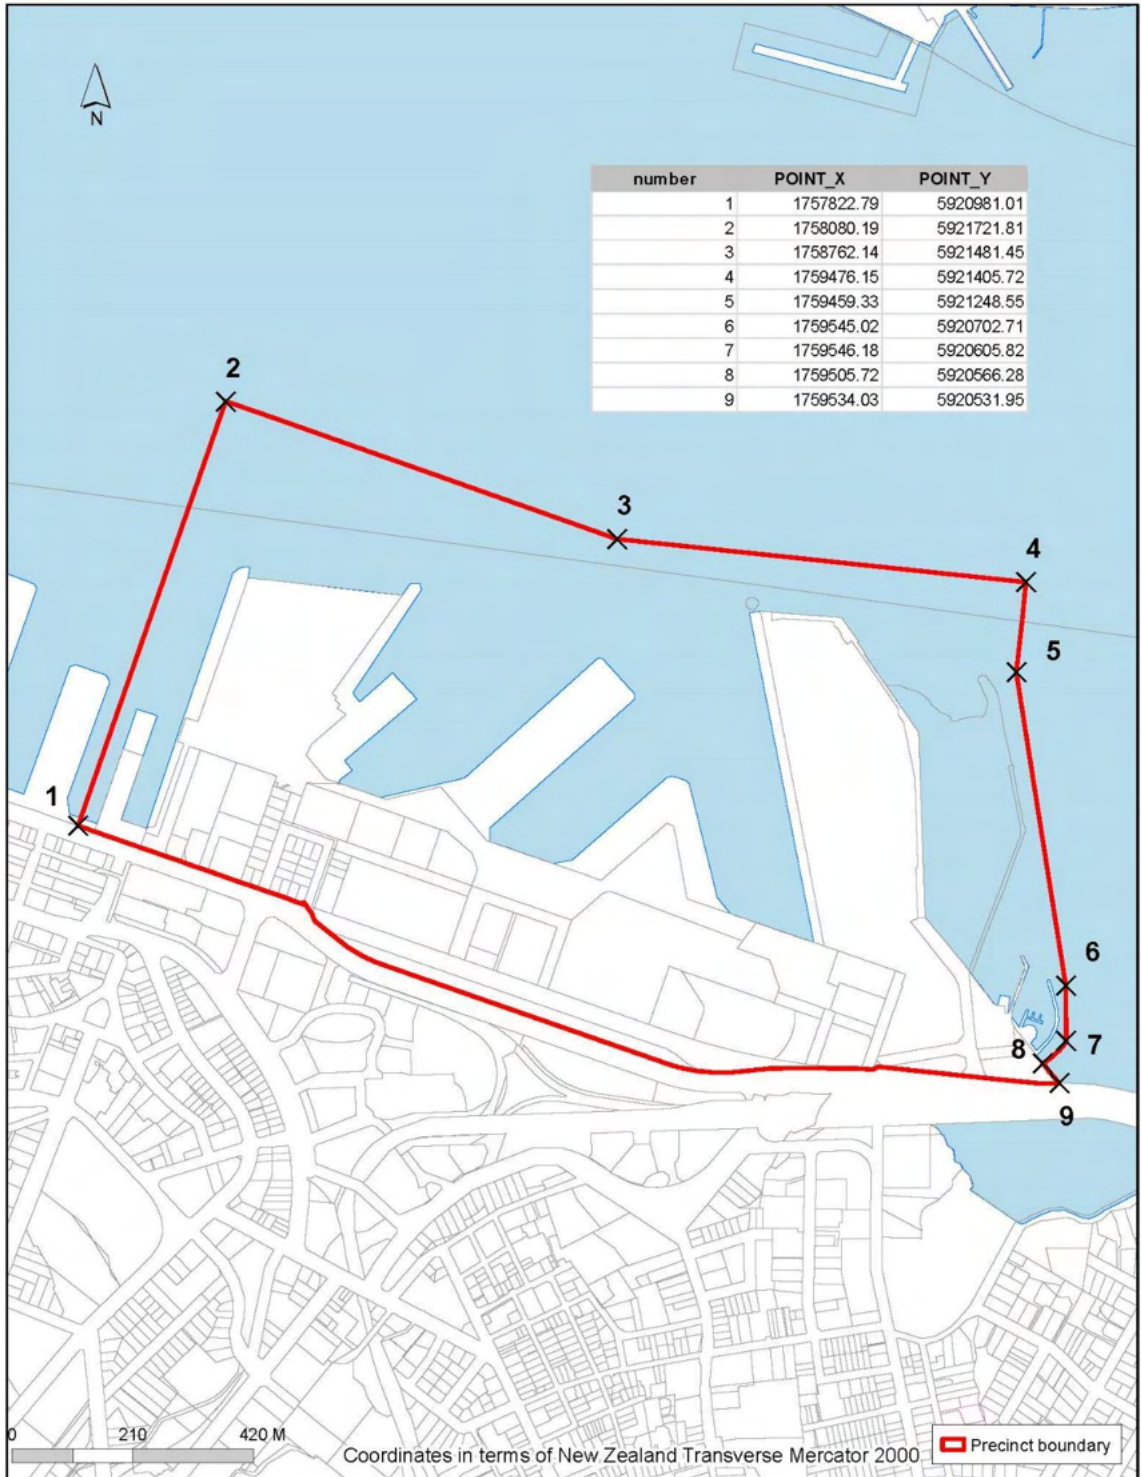 N
number POINT_X POINT_Y
1 1757822.79 5920981.01
2 1758080.19 5921721.81
3 1758762.14 5921481.45
4 1759476.15 5921405.72
5 1759459.33 5921248.55
6 1759545.02 5920702.71
7 1759546.18 5920605.82
8 1759505.72 5920566.28
9 1759534.03 5920531.95
2
3
4
5
1
6
7
8
9
0 210 420 M
Coordinates in terms of New Zealand Transverse Mercator 2000
Precinct boundary